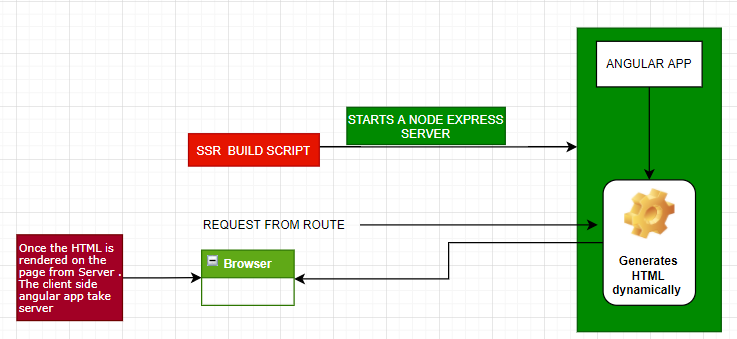 ANGULAR APP
STARTS A NODE EXPRESS
SERVER
SSR BUILD SCRIPT
REQUEST FROM ROUTE
Once the HTML is
rendered on the
page from Server .
The client side
angular app take
server
Browser
Generates
HTML
dynamically